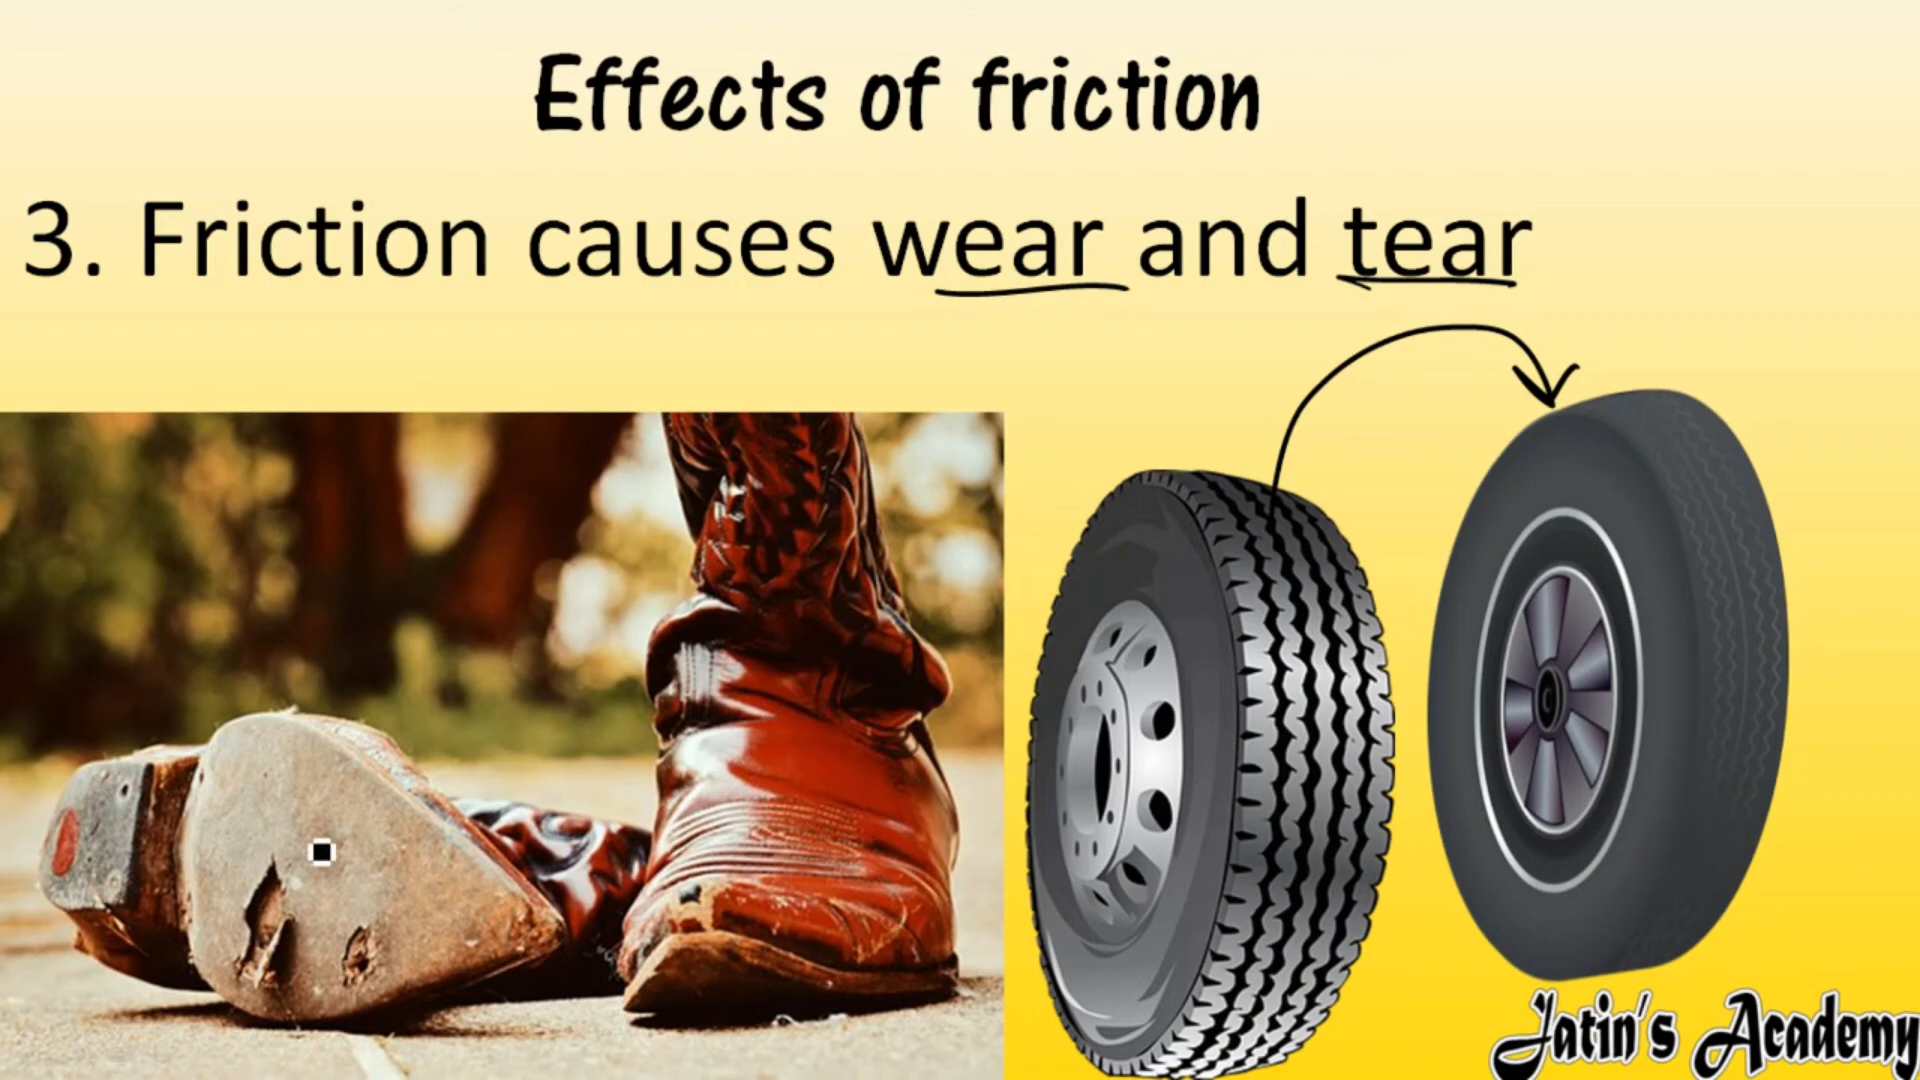 Effects of friction
3. Friction causes wear and tear
Jatin's Academy